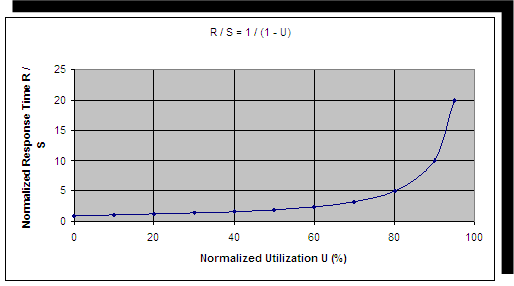 R / S = 1 / (1 - U)
Normalized Response Time R /
S
25
20
15
10
5
0
0 20 40 60 80 100
Normalized Utilization U (%)